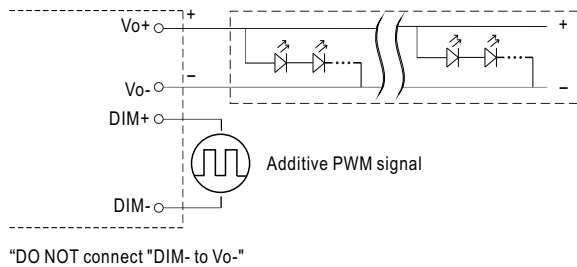 Vo+ + +
Vo- – –
DIM+
Additive PWM signal
DIM-
“DO NOT connect "DIM- to Vo-"